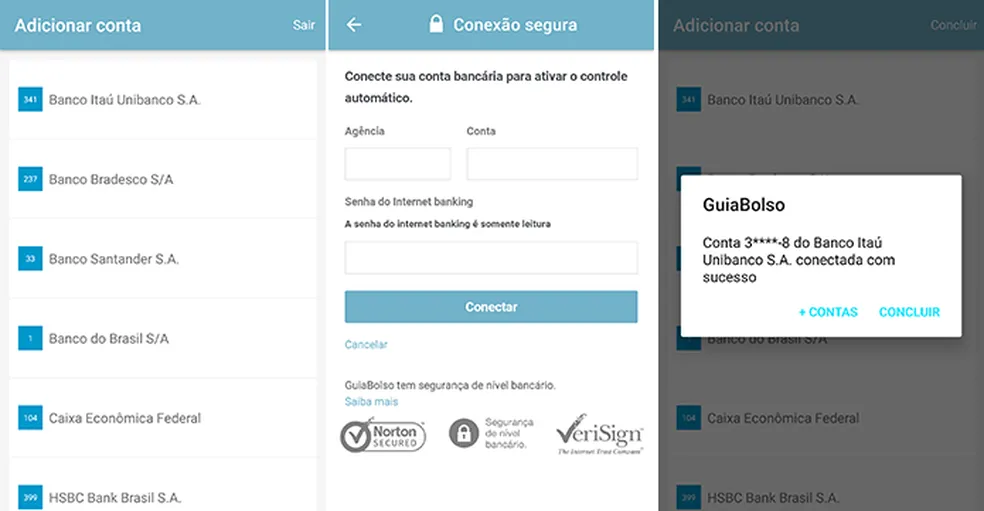 Adicionar conta
Sair
341
Banco Itaú Unibanco S.A.
237
Banco Bradesco S/A
33
Banco Santander S.A.
1
Banco do Brasil S/A
104
Caixa Econômica Federal
399
HSBC Bank Brasil S.A.
Conexão segura
Conecte sua conta bancária para ativar o controle
automático.
Agência
Conta
Senha do Internet banking
A senha do internet banking é somente leitura
Conectar
Cancelar
GuiaBolso tem segurança de nível bancário.
Saiba mais
Norton
SECURED
Segurança
de nível
bancário.
VeriSign
The Internet Trust Company
Adicionar conta
Concluir
341
Banco Itaú Unibanco S.A.
GuiaBolso
Conta 3****-8 do Banco Itaú
Unibanco S.A. conectada com
sucesso
+ CONTAS
CONCLUIR
Banco do Brasil S/A
104
Caixa Econômica Federal
399
HSBC Bank Brasil S.A.